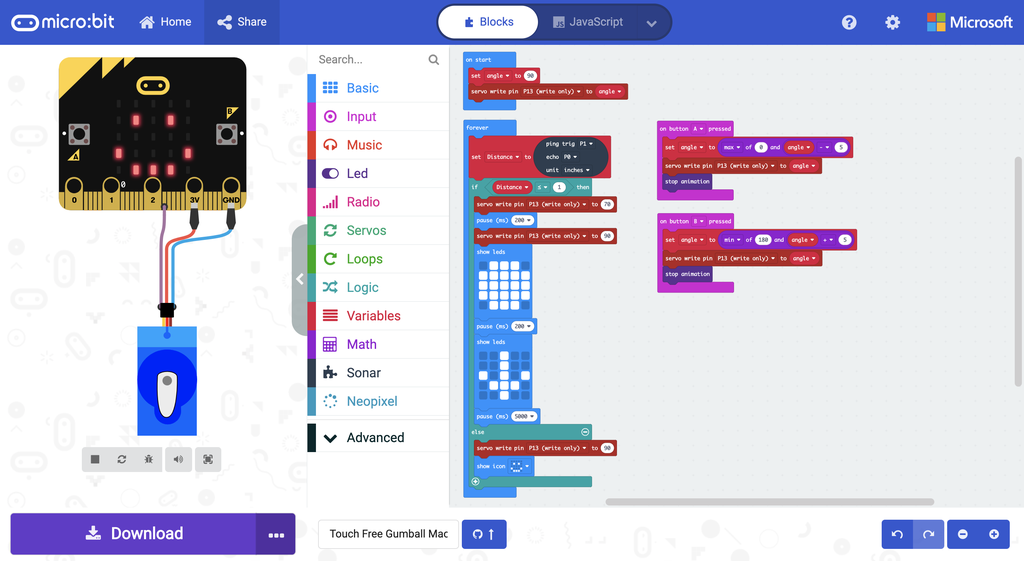 micro:bit
Home
Share
Blocks
JavaScript
Microsoft
A
B
0
0
1
2
3V
GND
Download
Search...
Basic
Input
Music
Led
Radio
Servos
Loops
Logic
Variables
Math
Sonar
Neopixel
Advanced
Touch Free Gumball Mac
on start
set angle to 90
servo write pin P13 (write only) to angle
forever
set Distance to
ping trig P1
echo P0
unit inches
if Distance ≤ 1 then
servo write pin P13 (write only) to 70
pause (ms) 200
servo write pin P13 (write only) to 90
show leds
pause (ms) 200
show leds
pause (ms) 5000
else
servo write pin P13 (write only) to 90
show icon
on button A pressed
set angle to max of 0 and angle - 5
servo write pin P13 (write only) to angle
stop animation
on button B pressed
set angle to min of 180 and angle + 5
servo write pin P13 (write only) to angle
stop animation